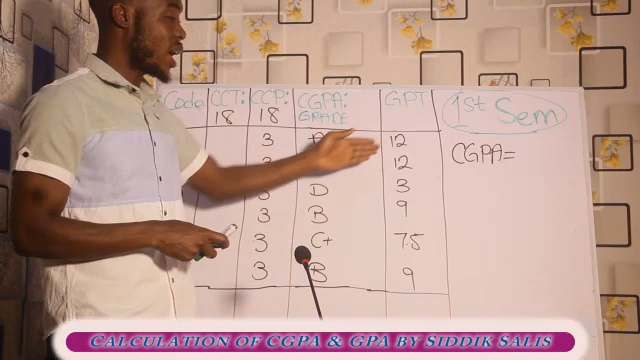 Code CCT: CCP: CGPA: GPT 1st Sem
18 18 GRADE
3 12 CGPA=
12
D 3
3 B 9
3 C+ 7.5
3 B 9
CALCULATION OF CGPA & GPA BY SIDDIK SALIS